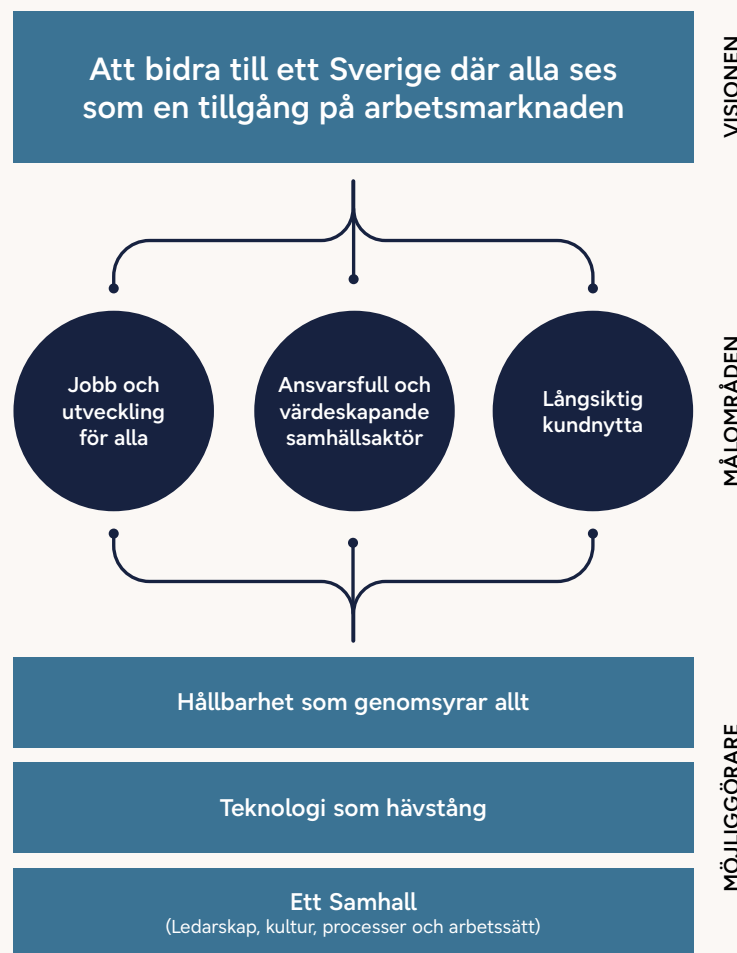 Att bidra till ett Sverige där alla ses
som en tillgång på arbetsmarknaden
VISIONEN
Jobb och
utveckling
för alla
Ansvarsfull och
värdeskapande
samhällsaktör
Långsiktig
kundnytta
MÅLOMRÅDEN
Hållbarhet som genomsyrar allt
Teknologi som hävstång
Ett Samhall
(Ledarskap, kultur, processer och arbetssätt)
MÖJLIGGÖRARE